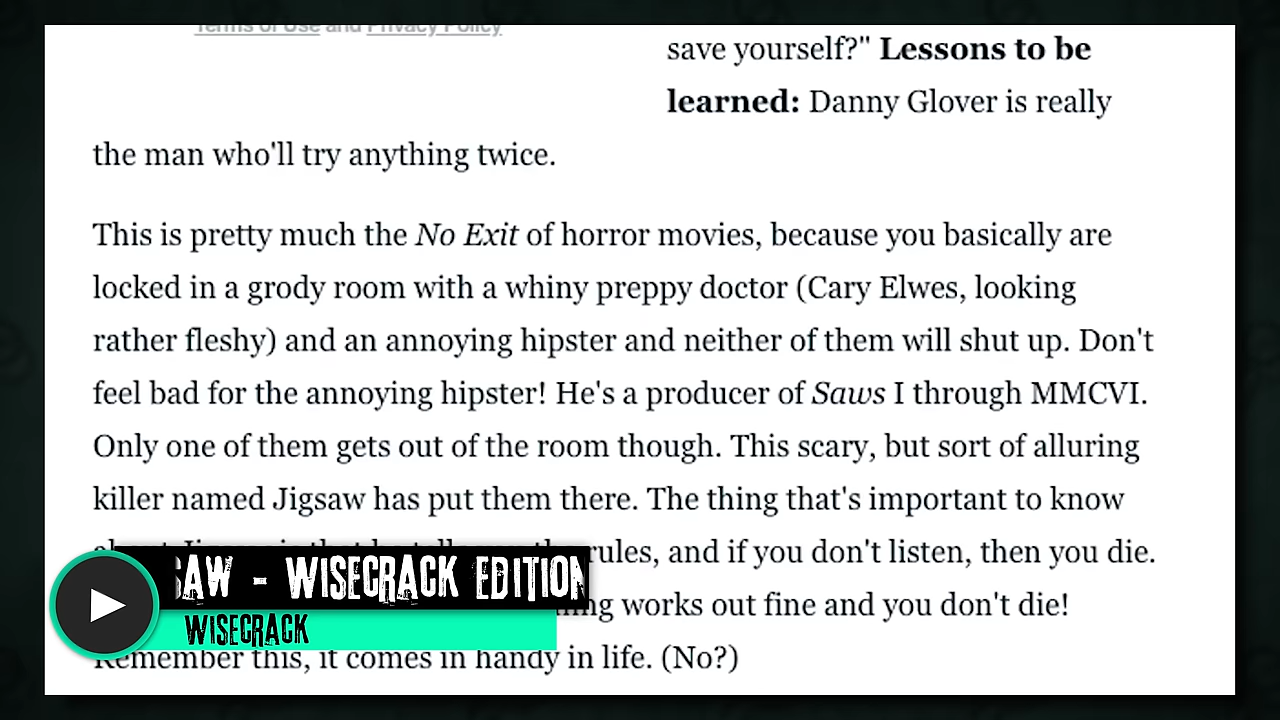 Terms of Use and Privacy Policy
save yourself?" Lessons to be
learned: Danny Glover is really
the man who'll try anything twice.
This is pretty much the No Exit of horror movies, because you basically are
locked in a grody room with a whiny preppy doctor (Cary Elwes, looking
rather fleshy) and an annoying hipster and neither of them will shut up. Don't
feel bad for the annoying hipster! He's a producer of Saws I through MMCVI.
Only one of them gets out of the room though. This scary, but sort of alluring
killer named Jigsaw has put them there. The thing that's important to know
rules, and if you don't listen, then you die.
works out fine and you don't die!
Remember this, it comes in handy in life. (No?)
SAW - WISECRACK EDITION
WISECRACK